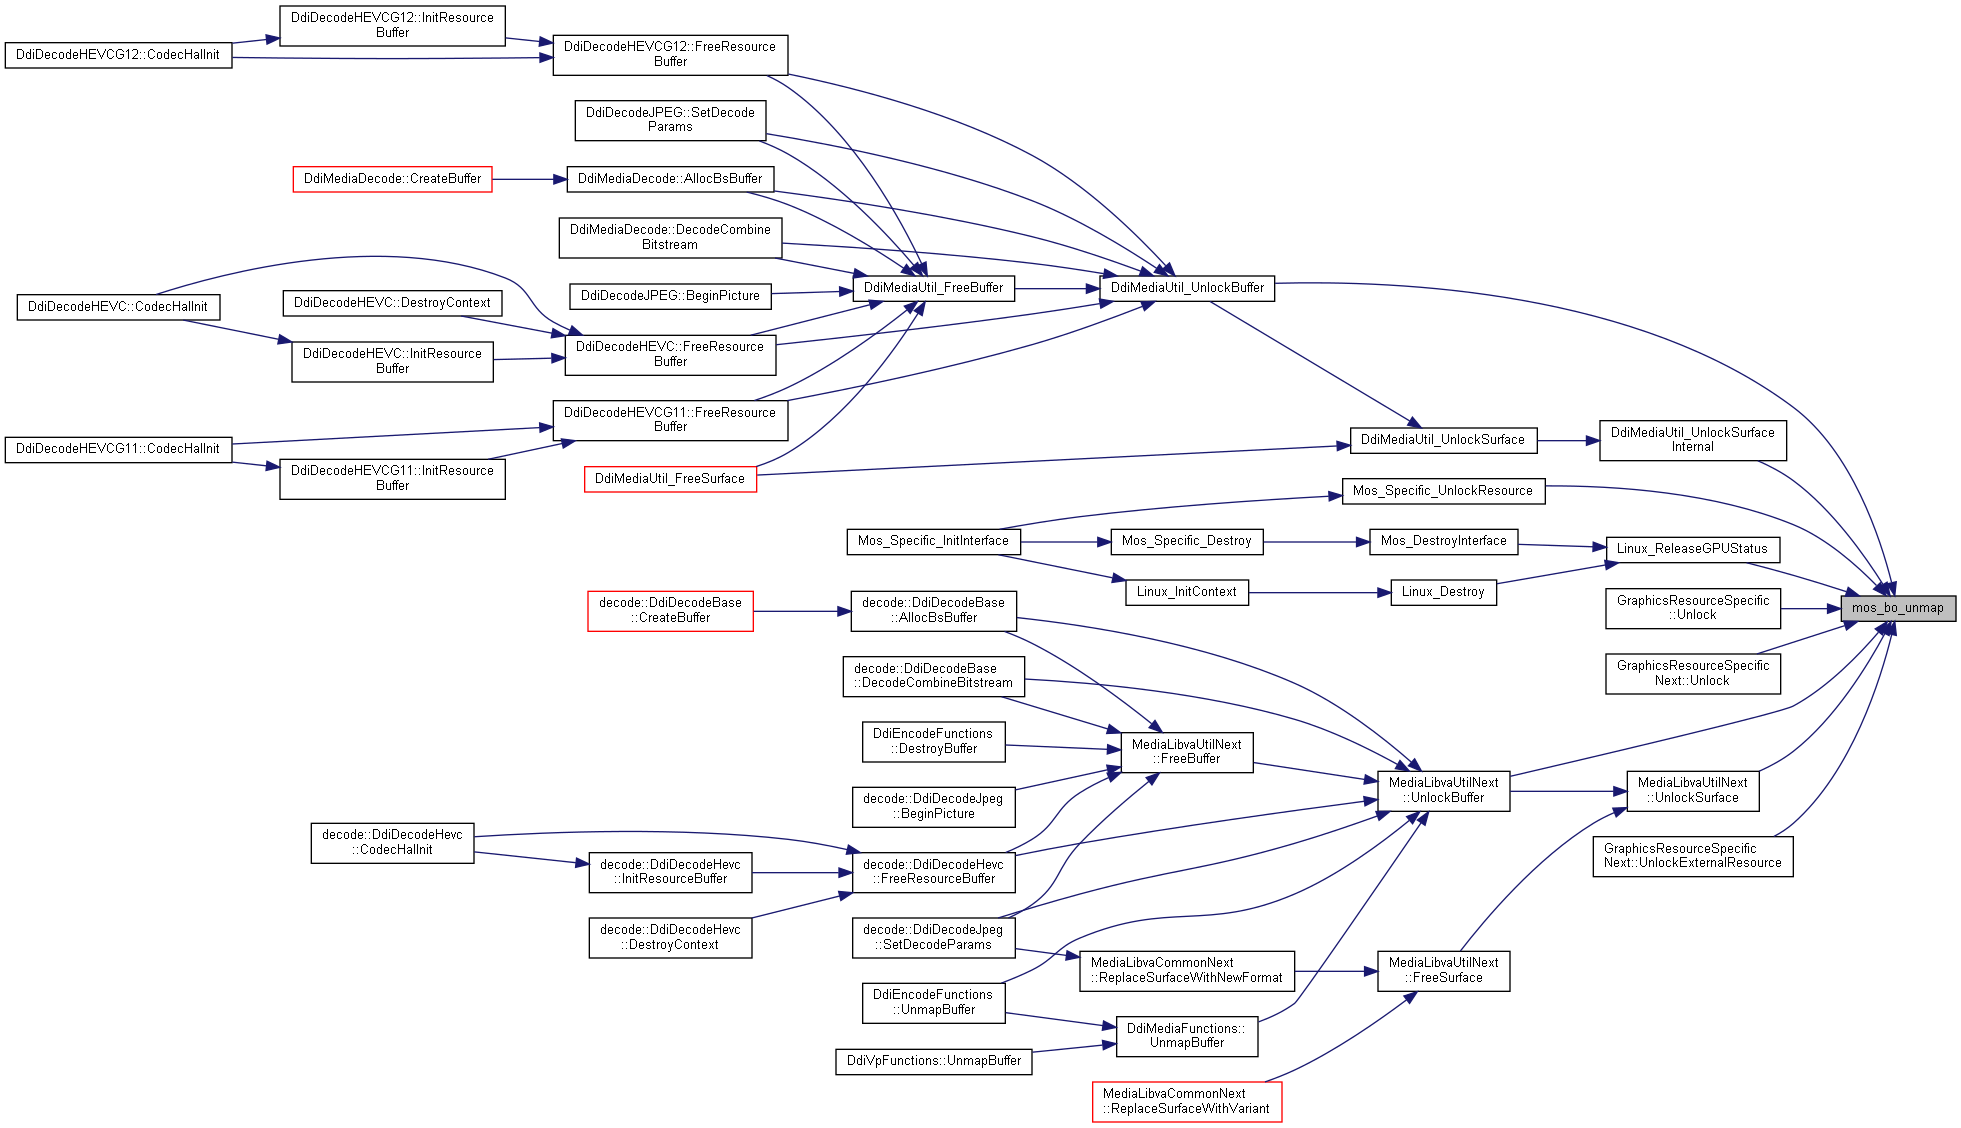 DdiDecodeHEVCG12::InitResource
Buffer
DdiDecodeHEVCG12::CodecHalInit
DdiDecodeHEVCG12::FreeResource
Buffer
DdiDecodeJPEG::SetDecode
Params
DdiMediaDecode::CreateBuffer
DdiMediaDecode::AllocBsBuffer
DdiMediaDecode::DecodeCombine
Bitstream
DdiDecodeJPEG::BeginPicture
DdiMediaUtil_FreeBuffer
DdiMediaUtil_UnlockBuffer
DdiDecodeHEVC::CodecHalInit
DdiDecodeHEVC::DestroyContext
DdiDecodeHEVC::InitResource
Buffer
DdiDecodeHEVC::FreeResource
Buffer
DdiDecodeHEVCG11::FreeResource
Buffer
DdiDecodeHEVCG11::CodecHalInit
DdiDecodeHEVCG11::InitResource
Buffer
DdiMediaUtil_FreeSurface
DdiMediaUtil_UnlockSurface
DdiMediaUtil_UnlockSurface
Internal
Mos_Specific_UnlockResource
Mos_Specific_InitInterface
Mos_Specific_Destroy
Mos_DestroyInterface
Linux_ReleaseGPUStatus
Linux_InitContext
Linux_Destroy
mos_bo_unmap
GraphicsResourceSpecific
::Unlock
GraphicsResourceSpecific
Next::Unlock
decode::DdiDecodeBase
::CreateBuffer
decode::DdiDecodeBase
::AllocBsBuffer
decode::DdiDecodeBase
::DecodeCombineBitstream
DdiEncodeFunctions
::DestroyBuffer
MediaLibvaUtilNext
::FreeBuffer
decode::DdiDecodeJpeg
::BeginPicture
MediaLibvaUtilNext
::UnlockBuffer
MediaLibvaUtilNext
::UnlockSurface
GraphicsResourceSpecific
Next::UnlockExternalResource
decode::DdiDecodeHevc
::CodecHalInit
decode::DdiDecodeHevc
::InitResourceBuffer
decode::DdiDecodeHevc
::FreeResourceBuffer
decode::DdiDecodeHevc
::DestroyContext
decode::DdiDecodeJpeg
::SetDecodeParams
MediaLibvaCommonNext
::ReplaceSurfaceWithNewFormat
MediaLibvaUtilNext
::FreeSurface
DdiEncodeFunctions
::UnmapBuffer
DdiMediaFunctions::
UnmapBuffer
DdiVpFunctions::UnmapBuffer
MediaLibvaCommonNext
::ReplaceSurfaceWithVariant